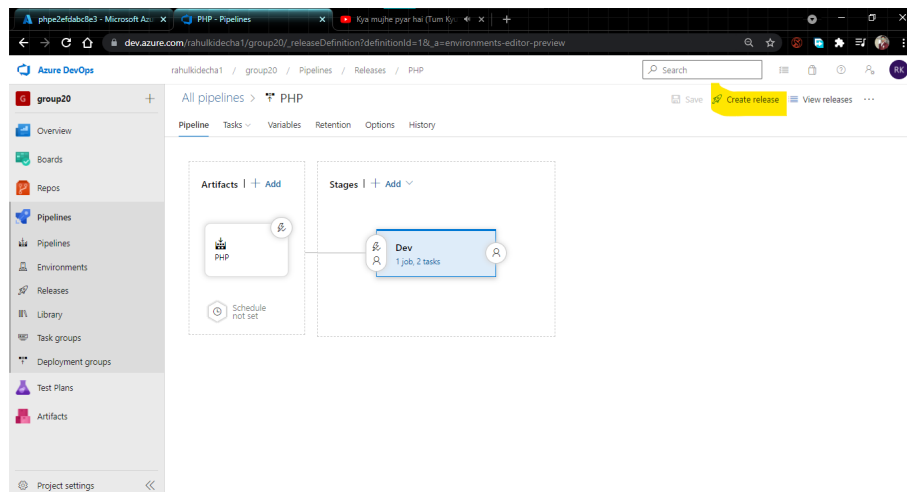 phpe2efdabc8e3 - Microsoft Azu
PHP - Pipelines
Kya mujhe pyar hai (Tum Kyo
dev.azure.com/rahulkidecha1/group20/_releaseDefinition?definitionId=1&_a=environments-editor-preview
Azure DevOps
rahulkidecha1 / group20 / Pipelines / Releases / PHP
Search
RK
G group20
All pipelines > PHP
Save Create release View releases
Pipeline Tasks Variables Retention Options History
Overview
Boards
Repos
Pipelines
Pipelines
Environments
Releases
Library
Task groups
Deployment groups
Test Plans
Artifacts
Project settings
Artifacts | + Add
Stages | + Add
PHP
Dev
1 job, 2 tasks
Schedule
not set